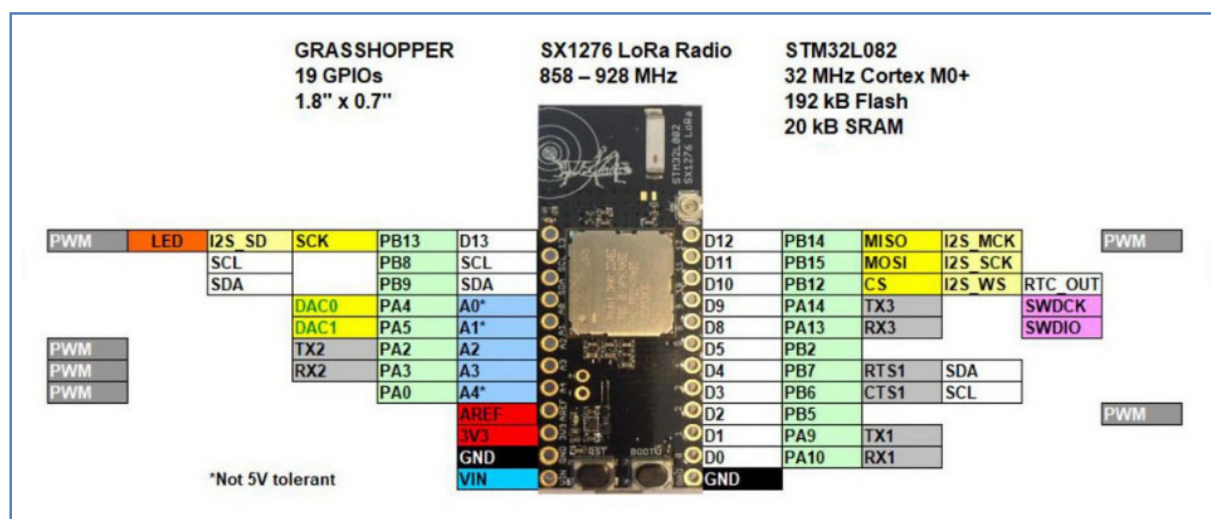 GRASSHOPPER
19 GPIOs
1.8" x 0.7"
SX1276 LoRa Radio
858 – 928 MHz
STM32L082
32 MHz Cortex M0+
192 kB Flash
20 kB SRAM
STM32L082
SX1276 LoRa
PWM LED I2S_SD SCK PB13 D13 D12 PB14 MISO I2S_MCK PWM
SCL PB8 SCL D11 PB15 MOSI I2S_SCK
SDA PB9 SDA D10 PB12 CS I2S_WS RTC_OUT
DAC0 PA4 A0* D9 PA14 TX3 SWDCK
DAC1 PA5 A1* D8 PA13 RX3 SWDIO
PWM TX2 PA2 A2 D5 PB2
PWM RX2 PA3 A3 D4 PB7 RTS1 SDA
PWM PA0 A4* D3 PB6 CTS1 SCL
AREF D2 PB5 PWM
3V3 D1 PA9 TX1
GND D0 PA10 RX1
RST BOOT0
*Not 5V tolerant VIN GND